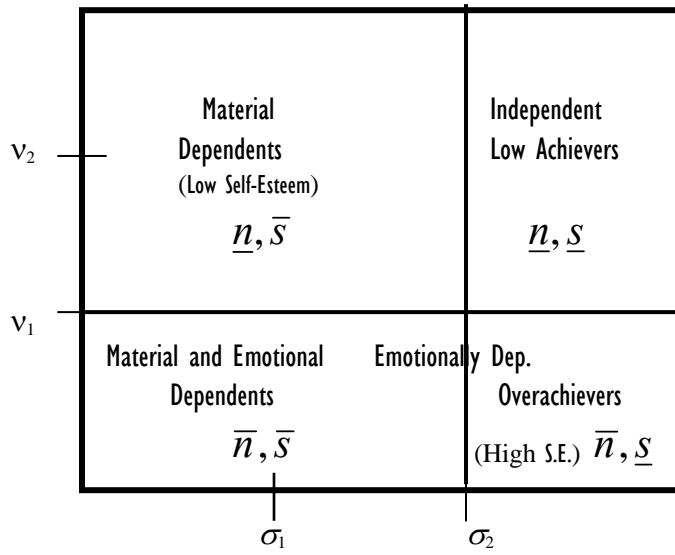 Material
Dependents
(Low Self-Esteem)
n̲, s̅
Independent
Low Achievers
n̲, s̲
ν₂
ν₁
Material and Emotional
Dependents
n̅, s̅
Emotionally Dep.
Overachievers
(High S.E.) n̅, s̲
σ₁
σ₂